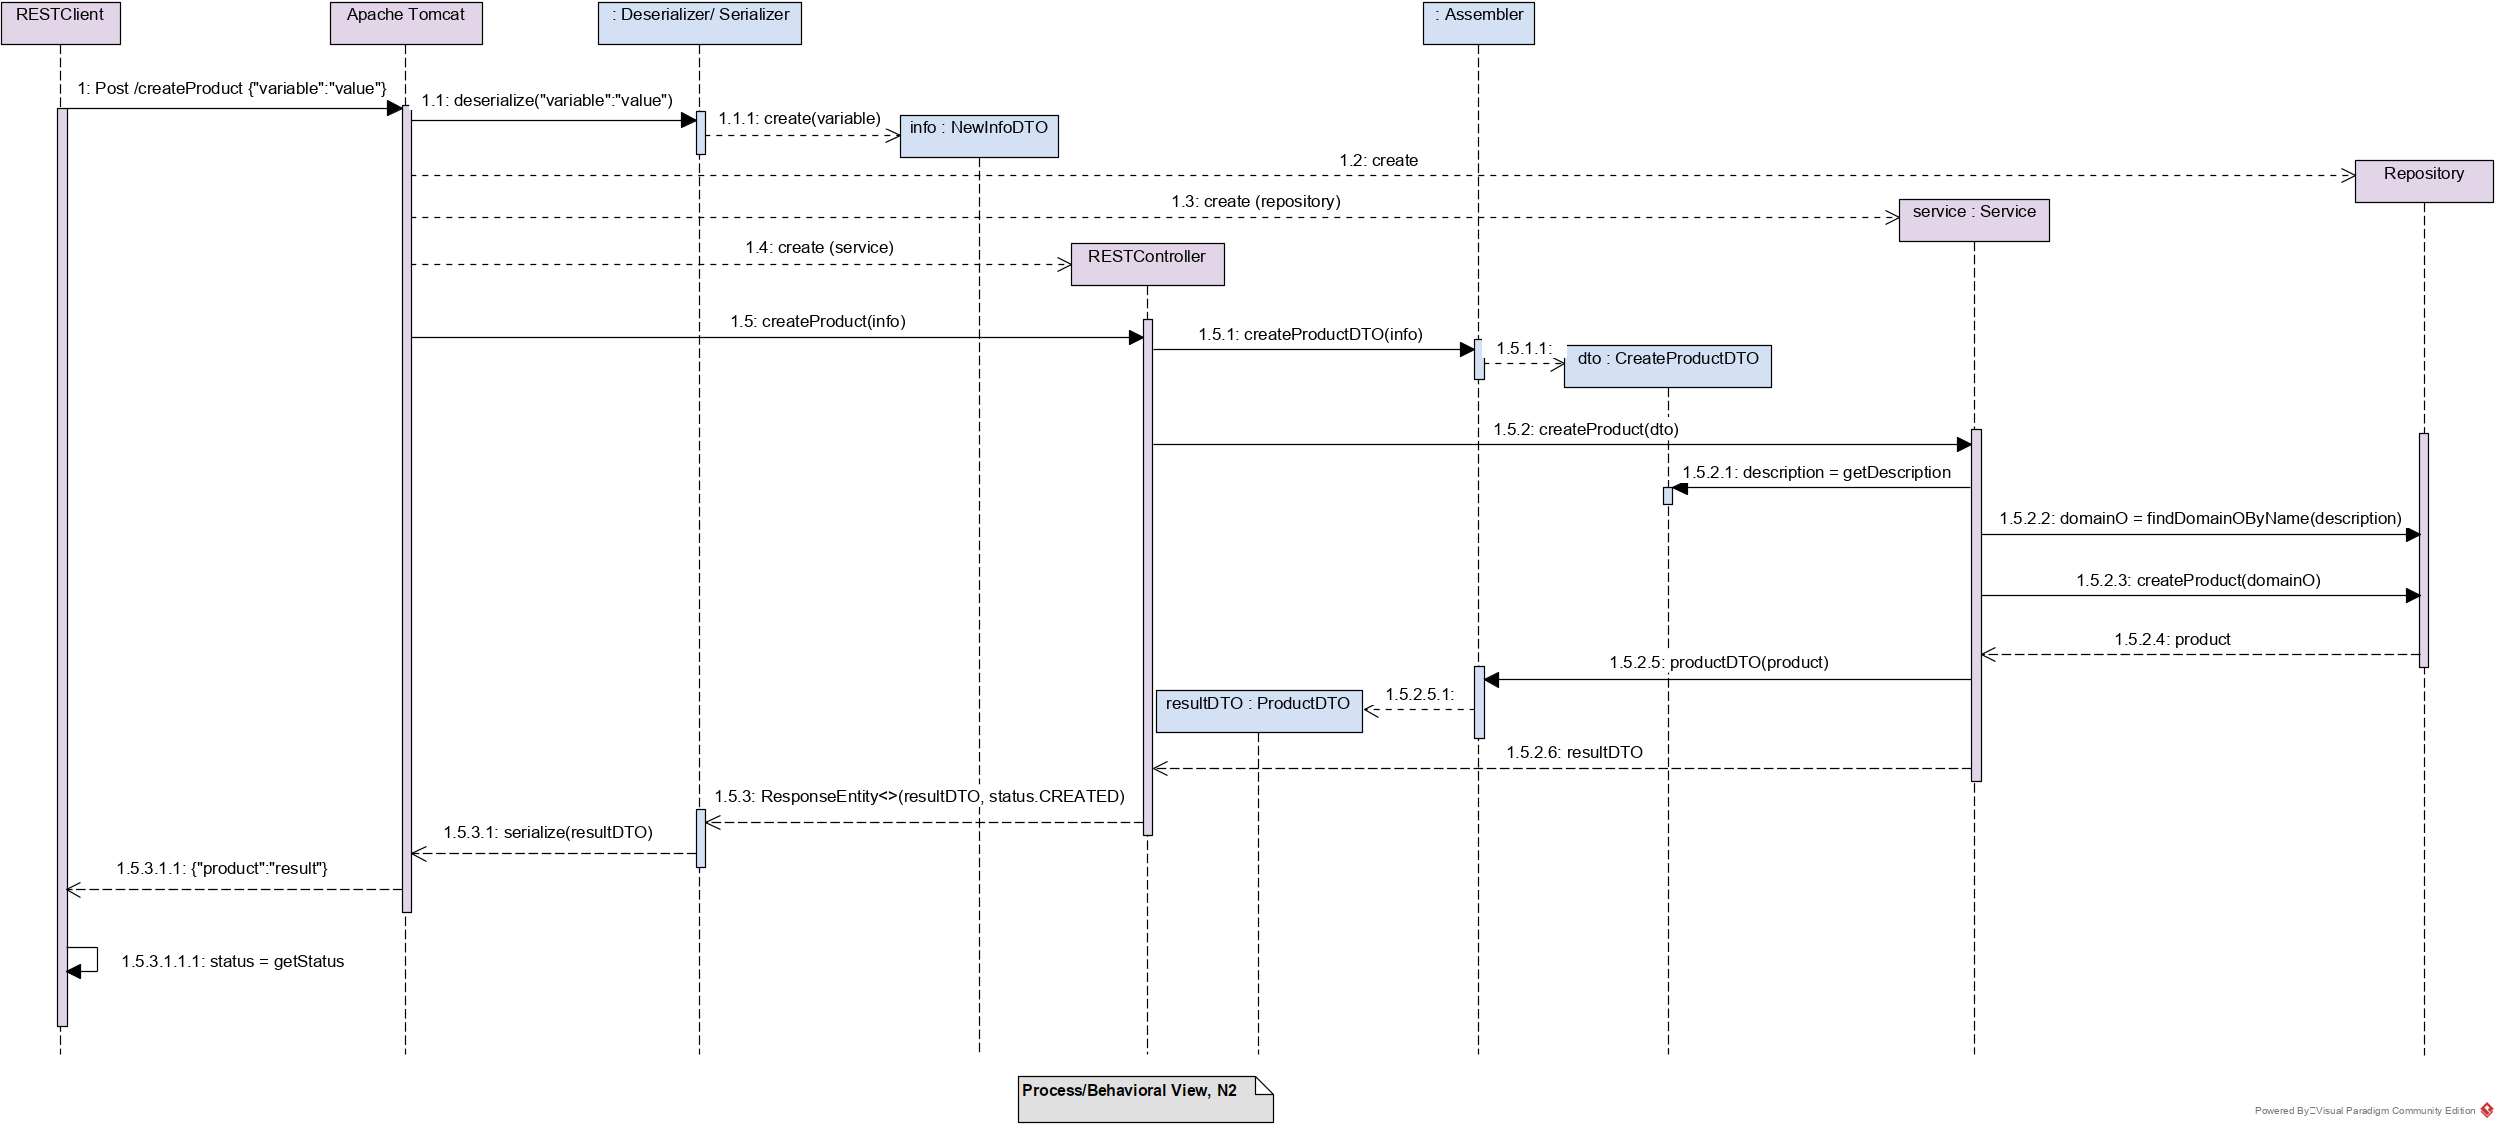 RESTClient
Apache Tomcat
: Deserializer/ Serializer
: Assembler
1: Post /createProduct {"variable":"value"}
1.1: deserialize("variable":"value")
1.1.1: create(variable)
info : NewInfoDTO
1.2: create
Repository
1.3: create (repository)
service : Service
1.4: create (service)
RESTController
1.5: createProduct(info)
1.5.1: createProductDTO(info)
1.5.1.1:
dto : CreateProductDTO
1.5.2: createProduct(dto)
1.5.2.1: description = getDescription
1.5.2.2: domainO = findDomainOByName(description)
1.5.2.3: createProduct(domainO)
1.5.2.4: product
1.5.2.5: productDTO(product)
1.5.2.5.1:
resultDTO : ProductDTO
1.5.2.6: resultDTO
1.5.3: ResponseEntity<>(resultDTO, status.CREATED)
1.5.3.1: serialize(resultDTO)
1.5.3.1.1: {"product":"result"}
1.5.3.1.1.1: status = getStatus
Process/Behavioral View, N2
Powered By Visual Paradigm Community Edition